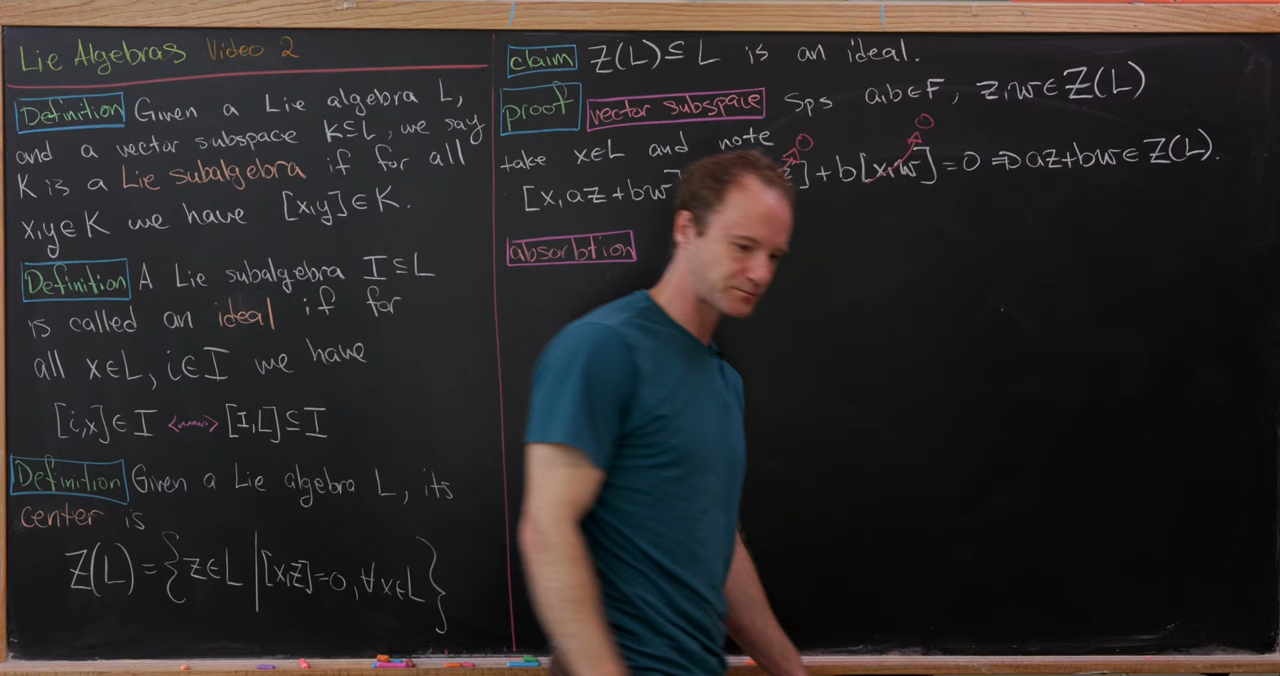 Lie Algebras Video 2
Definition Given a Lie algebra L,
and a vector subspace K⊆L, we say
K is a Lie subalgebra if for all
x,y∈K we have [x,y]∈K.
Definition A Lie subalgebra I⊆L
is called an ideal if for
all x∈L, i∈I we have
[i,x]∈I <~~~> [I,L]⊆I
Definition Given a Lie algebra L, its
center is
Z(L)={z∈L | [x,z]=0, ∀x∈L}
claim Z(L)⊆L is an ideal.
proof vector subspace Sps a,b∈F, z,w∈Z(L)
take x∈L and note
[x,az+bw z]→0 + b[x,w]→0 = 0 ⇒ az+bw∈Z(L).
absorbtion